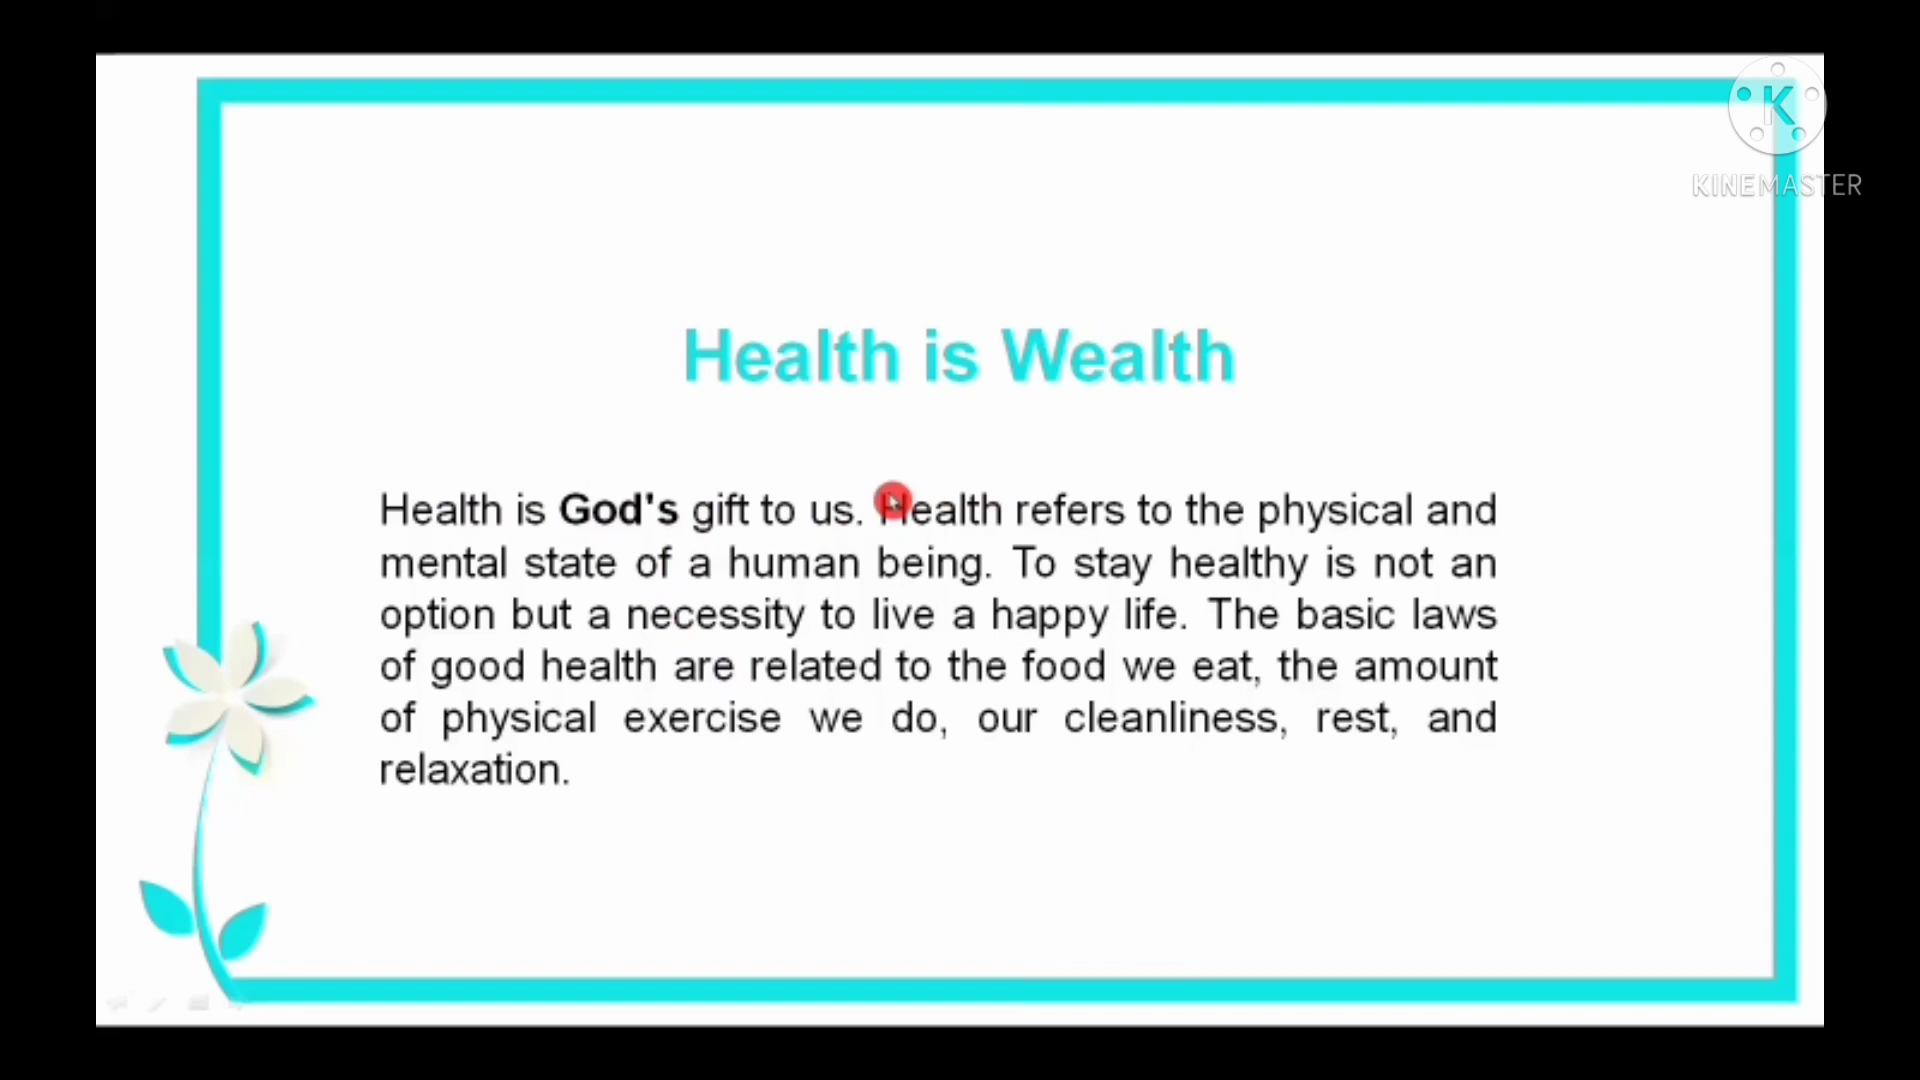 K
KINEMASTER
Health is Wealth
Health is God's gift to us. Health refers to the physical and
mental state of a human being. To stay healthy is not an
option but a necessity to live a happy life. The basic laws
of good health are related to the food we eat, the amount
of physical exercise we do, our cleanliness, rest, and
relaxation.